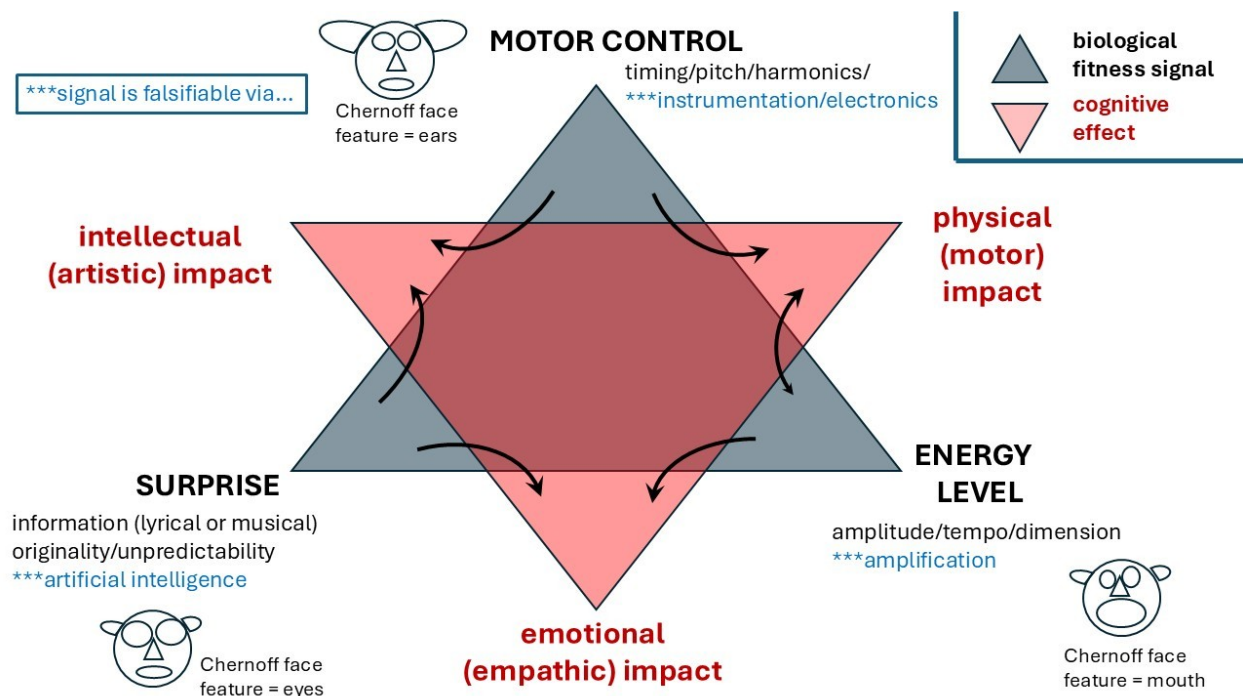 MOTOR CONTROL
timing/pitch/harmonics/
***instrumentation/electronics
***signal is falsifiable via...
Chernoff face
feature = ears
biological
fitness signal
cognitive
effect
intellectual
(artistic) impact
physical
(motor)
impact
SURPRISE
information (lyrical or musical)
originality/unpredictability
***artificial intelligence
Chernoff face
feature = eyes
ENERGY
LEVEL
amplitude/tempo/dimension
***amplification
Chernoff face
feature = mouth
emotional
(empathic) impact